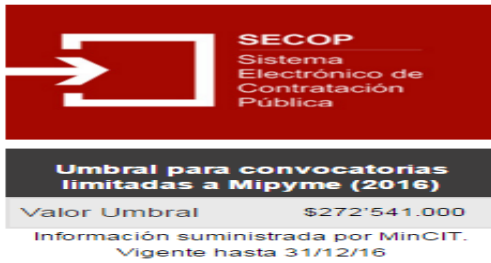 SECOP
Sistema
Electrónico de
Contratación
Pública
Umbral para convocatorias
limitadas a Mipyme (2016)
Valor Umbral $272'541.000
Información suministrada por MinCIT.
Vigente hasta 31/12/16